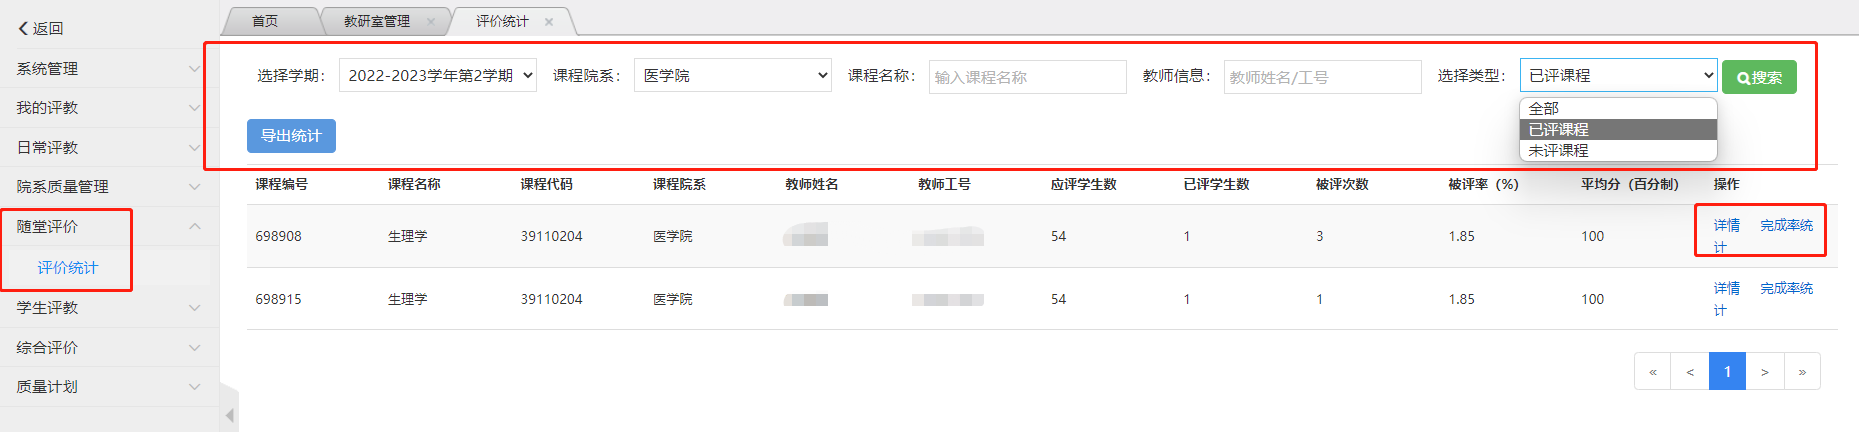 返回
系统管理
我的评教
日常评教
院系质量管理
随堂评价
评价统计
学生评教
综合评价
质量计划
首页 教研室管理 × 评价统计 ×
选择学期： 2022-2023学年第2学期 课程院系： 医学院 课程名称： 输入课程名称 教师信息： 教师姓名/工号 选择类型： 已评课程 搜索
全部
已评课程
未评课程
导出统计
课程编号 课程名称 课程代码 课程院系 教师姓名 教师工号 应评学生数 已评学生数 被评次数 被评率（%） 平均分（百分制） 操作
698908 生理学 39110204 医学院 54 1 3 1.85 100 详情 完成率统
计
698915 生理学 39110204 医学院 54 1 1 1.85 100 详情 完成率统
计
« < 1 > »